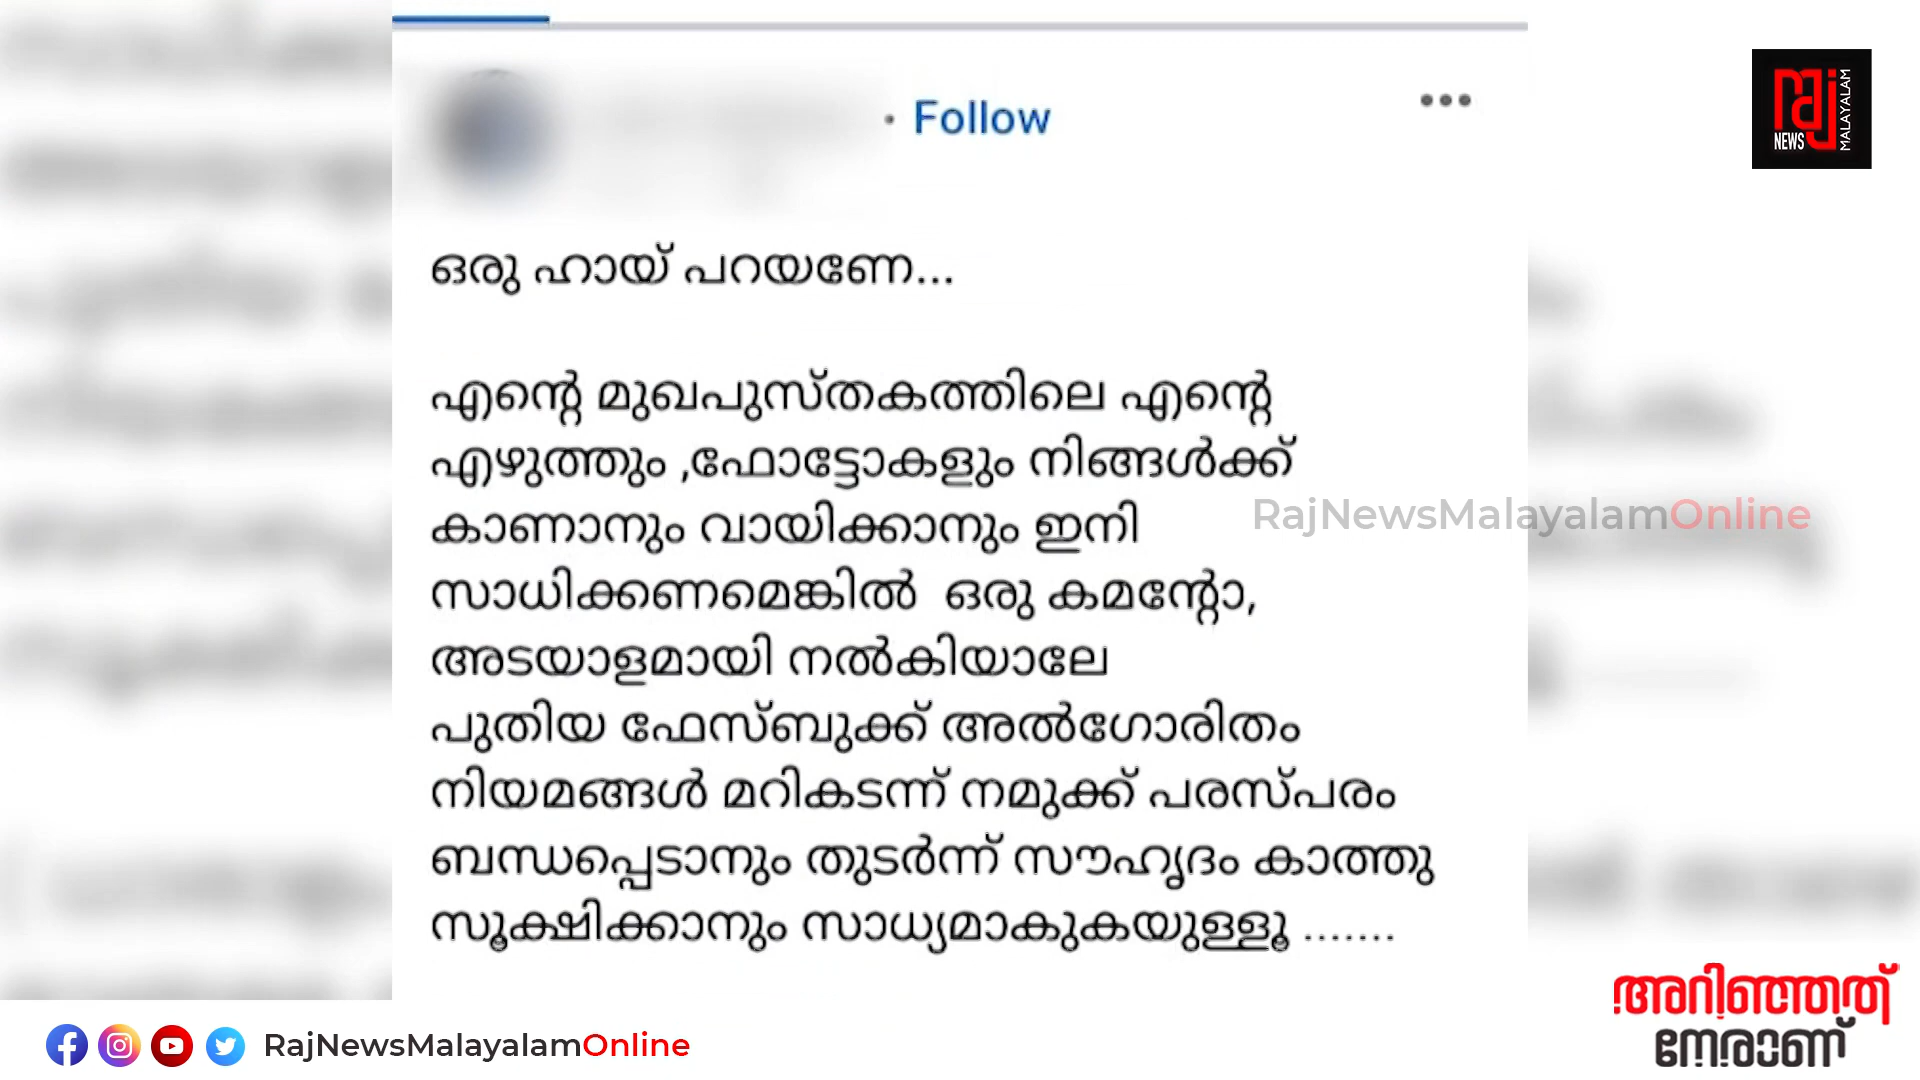 Follow
NEWS
raj
MALAYALAM
ഒരു ഹായ് പറയണേ...
എന്റെ മുഖപുസ്തകത്തിലെ എന്റെ
എഴുത്തും ,ഫോട്ടോകളും നിങ്ങൾക്ക്
കാണാനും വായിക്കാനും ഇനി
സാധിക്കണമെങ്കിൽ ഒരു കമന്റോ,
അടയാളമായി നൽകിയാലേ
പുതിയ ഫേസ്ബുക്ക് അൽഗോരിതം
നിയമങ്ങൾ മറികടന്ന് നമുക്ക് പരസ്പരം
ബന്ധപ്പെടാനും തുടർന്ന് സൗഹൃദം കാത്തു
സൂക്ഷിക്കാനും സാധ്യമാകുകയുള്ളൂ .......
RajNewsMalayalamOnline
RajNewsMalayalamOnline
അറിഞ്ഞത്
നേരാണ്